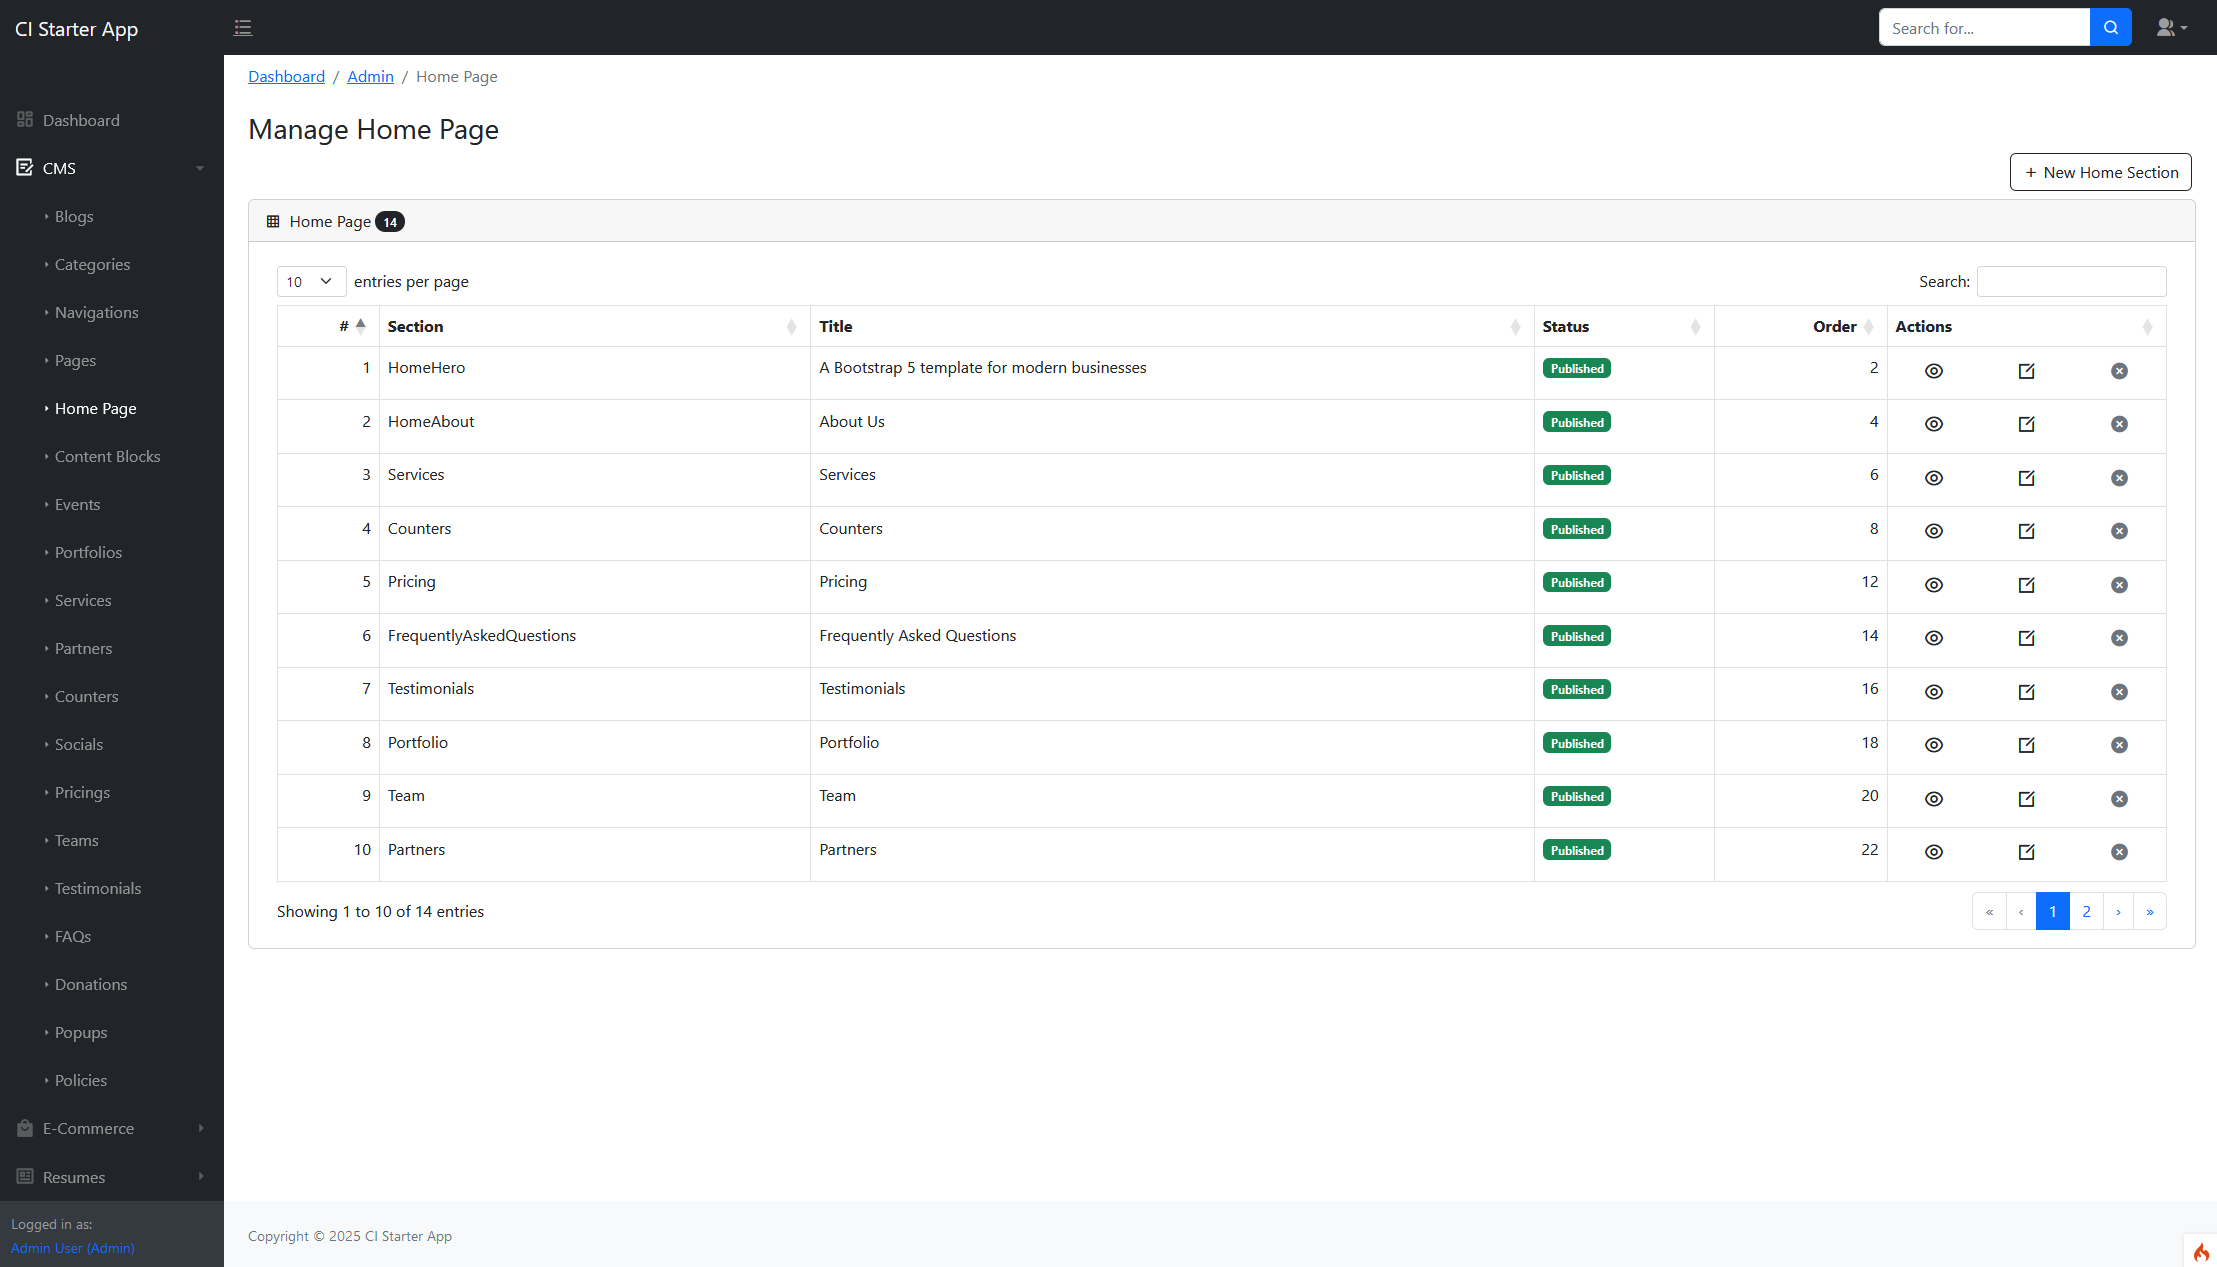 CI Starter App
Search for...
Dashboard / Admin / Home Page
Manage Home Page
+ New Home Section
Home Page 14
10 entries per page
Search:
# Section Title Status Order Actions
1 HomeHero A Bootstrap 5 template for modern businesses Published 2
2 HomeAbout About Us Published 4
3 Services Services Published 6
4 Counters Counters Published 8
5 Pricing Pricing Published 12
6 FrequentlyAskedQuestions Frequently Asked Questions Published 14
7 Testimonials Testimonials Published 16
8 Portfolio Portfolio Published 18
9 Team Team Published 20
10 Partners Partners Published 22
Showing 1 to 10 of 14 entries
« ‹ 1 2 › »
Dashboard
CMS
Blogs
Categories
Navigations
Pages
Home Page
Content Blocks
Events
Portfolios
Services
Partners
Counters
Socials
Pricings
Teams
Testimonials
FAQs
Donations
Popups
Policies
E-Commerce
Resumes
Logged in as:
Admin User (Admin)
Copyright © 2025 CI Starter App